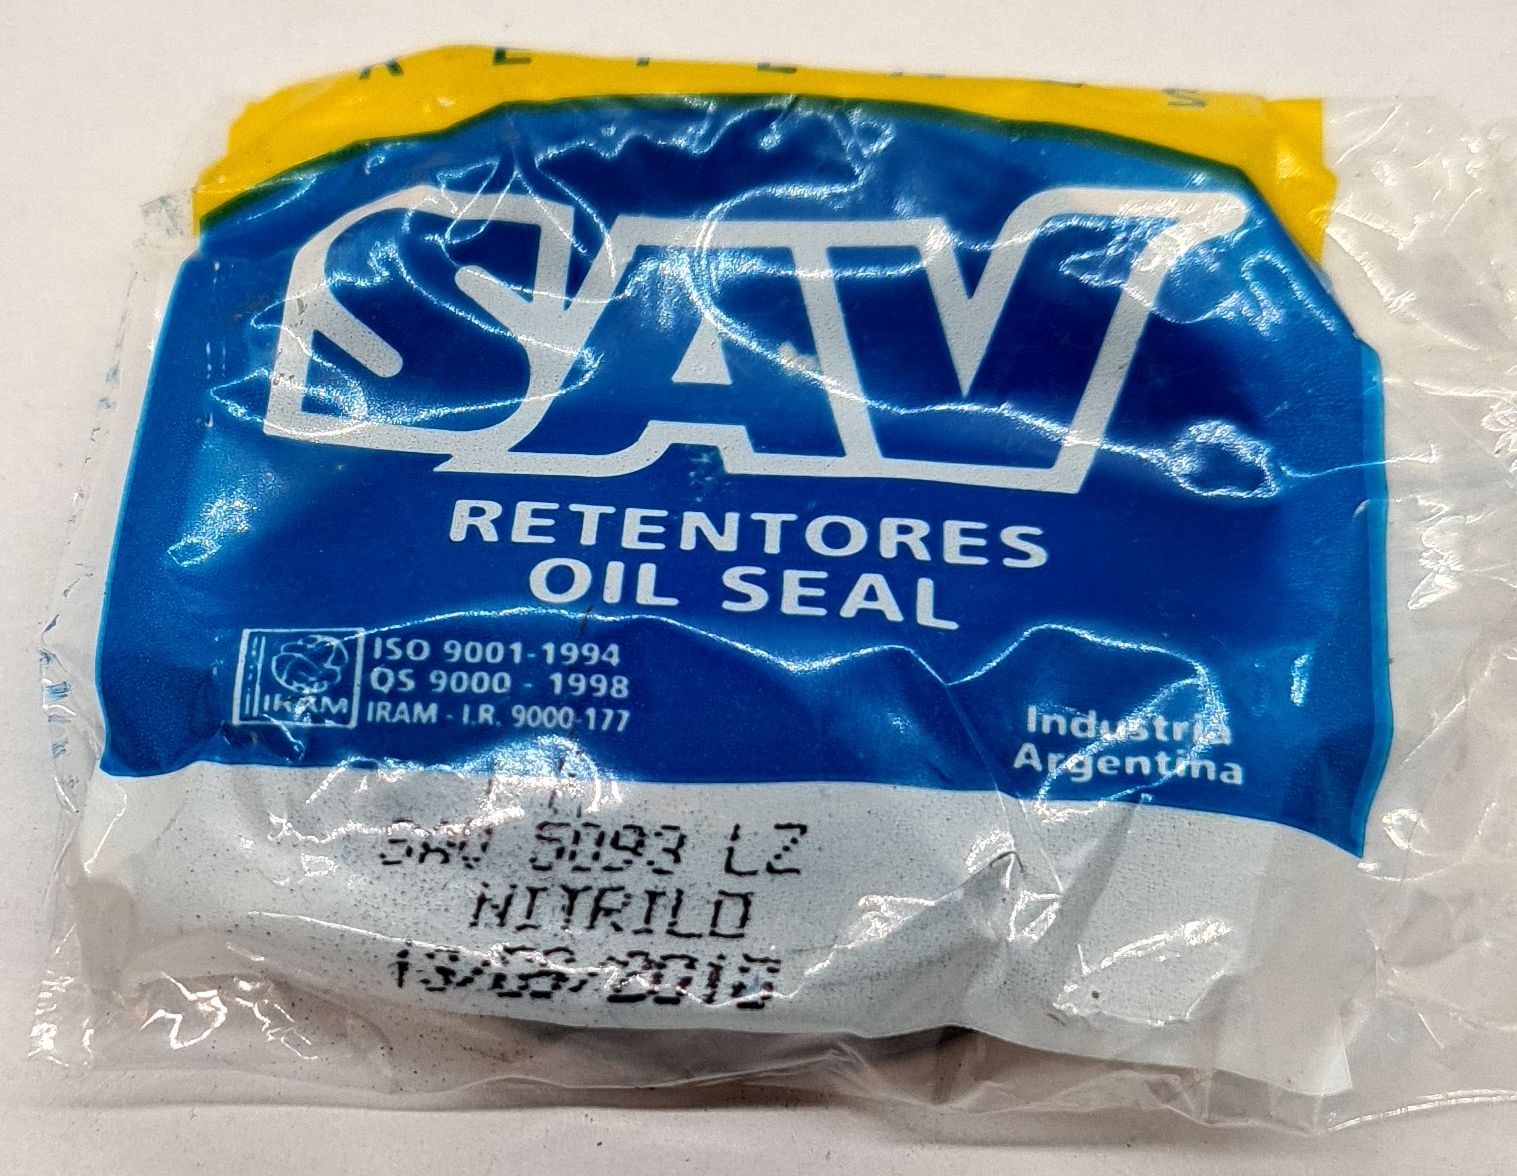 RETENES
SAV
RETENTORES
OIL SEAL
ISO 9001-1994
QS 9000 - 1998
IRAM
IRAM - I.R. 9000-177
Industria
Argentina
SAV 5093 LZ
NITRILO